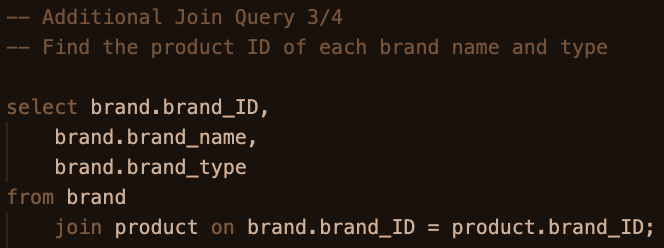 -- Additional Join Query 3/4
-- Find the product ID of each brand name and type
select brand.brand_ID,
brand.brand_name,
brand.brand_type
from brand
join product on brand.brand_ID = product.brand_ID;